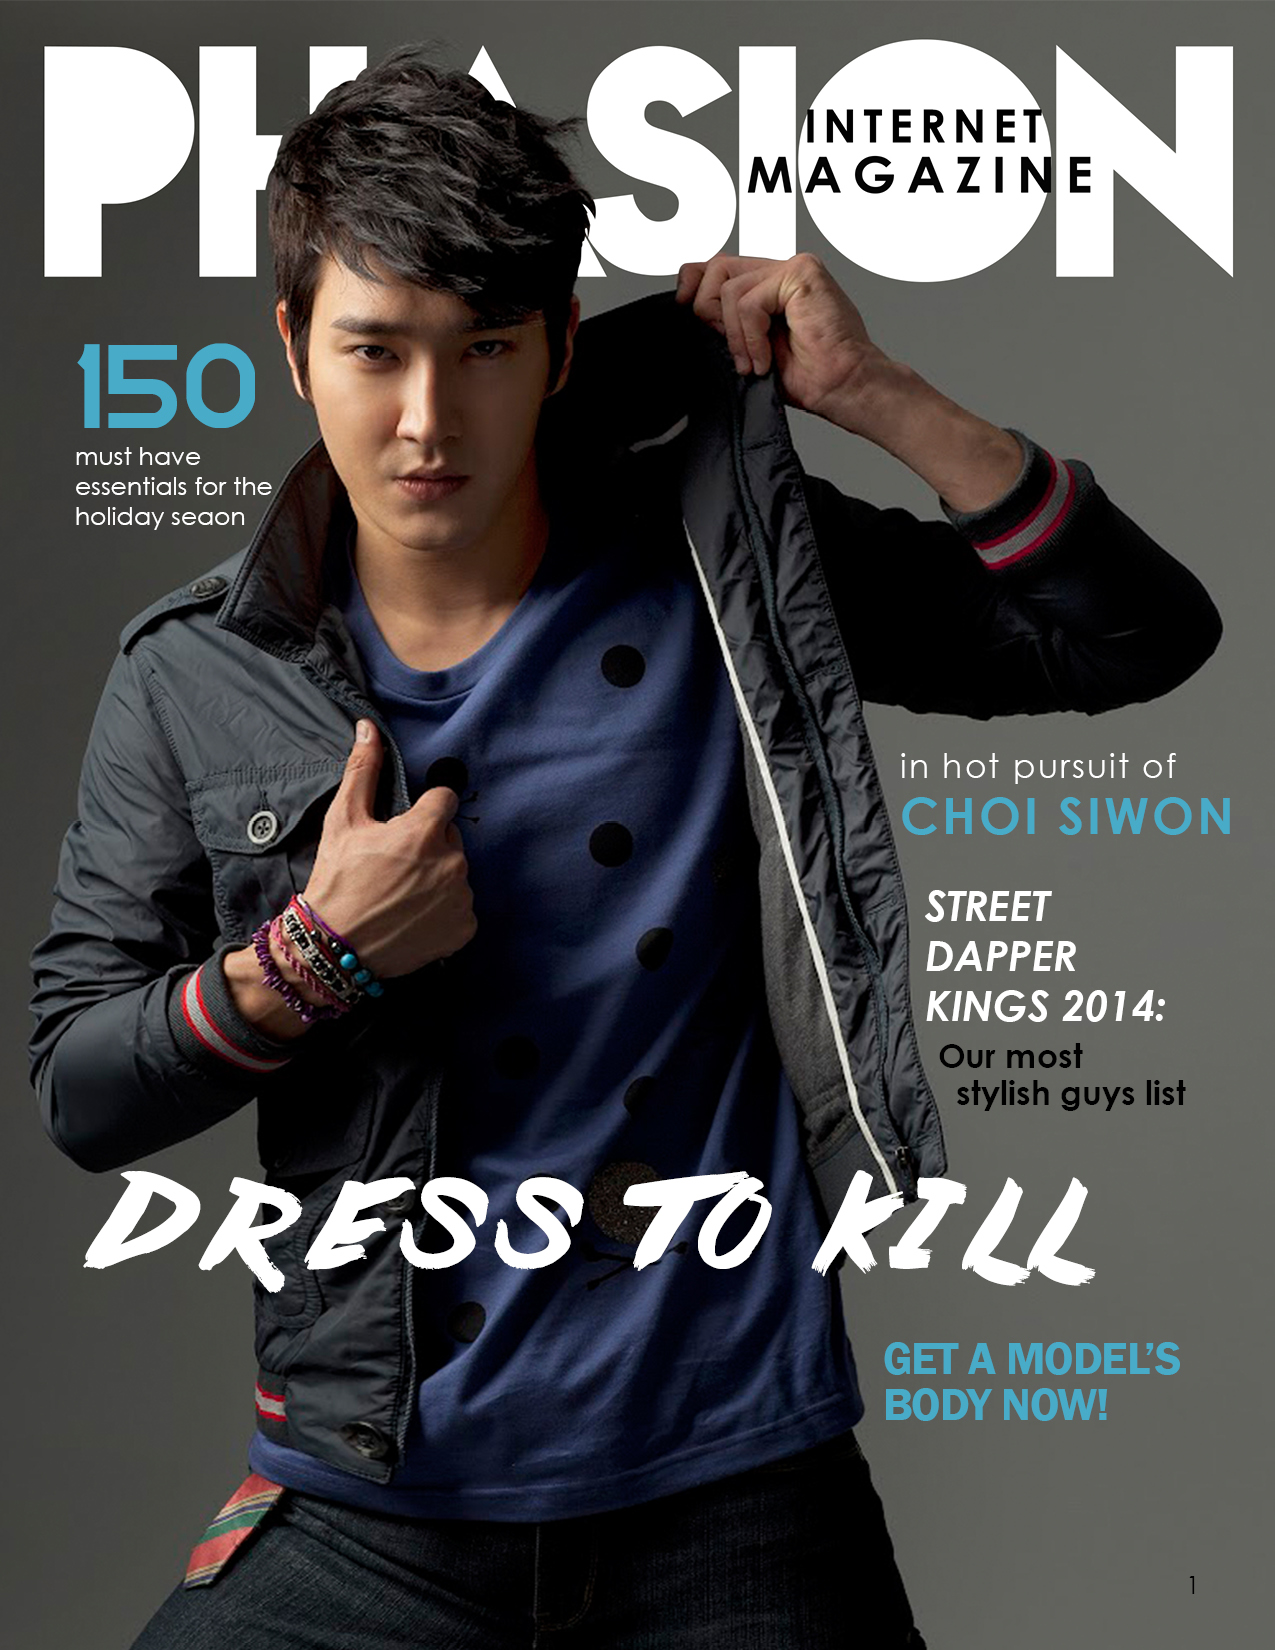 PHASION
INTERNET
MAGAZINE
150
must have
essentials for the
holiday seaon
in hot pursuit of
CHOI SIWON
STREET
DAPPER
KINGS 2014:
Our most
stylish guys list
DRESS TO KILL
GET A MODEL'S
BODY NOW!
1